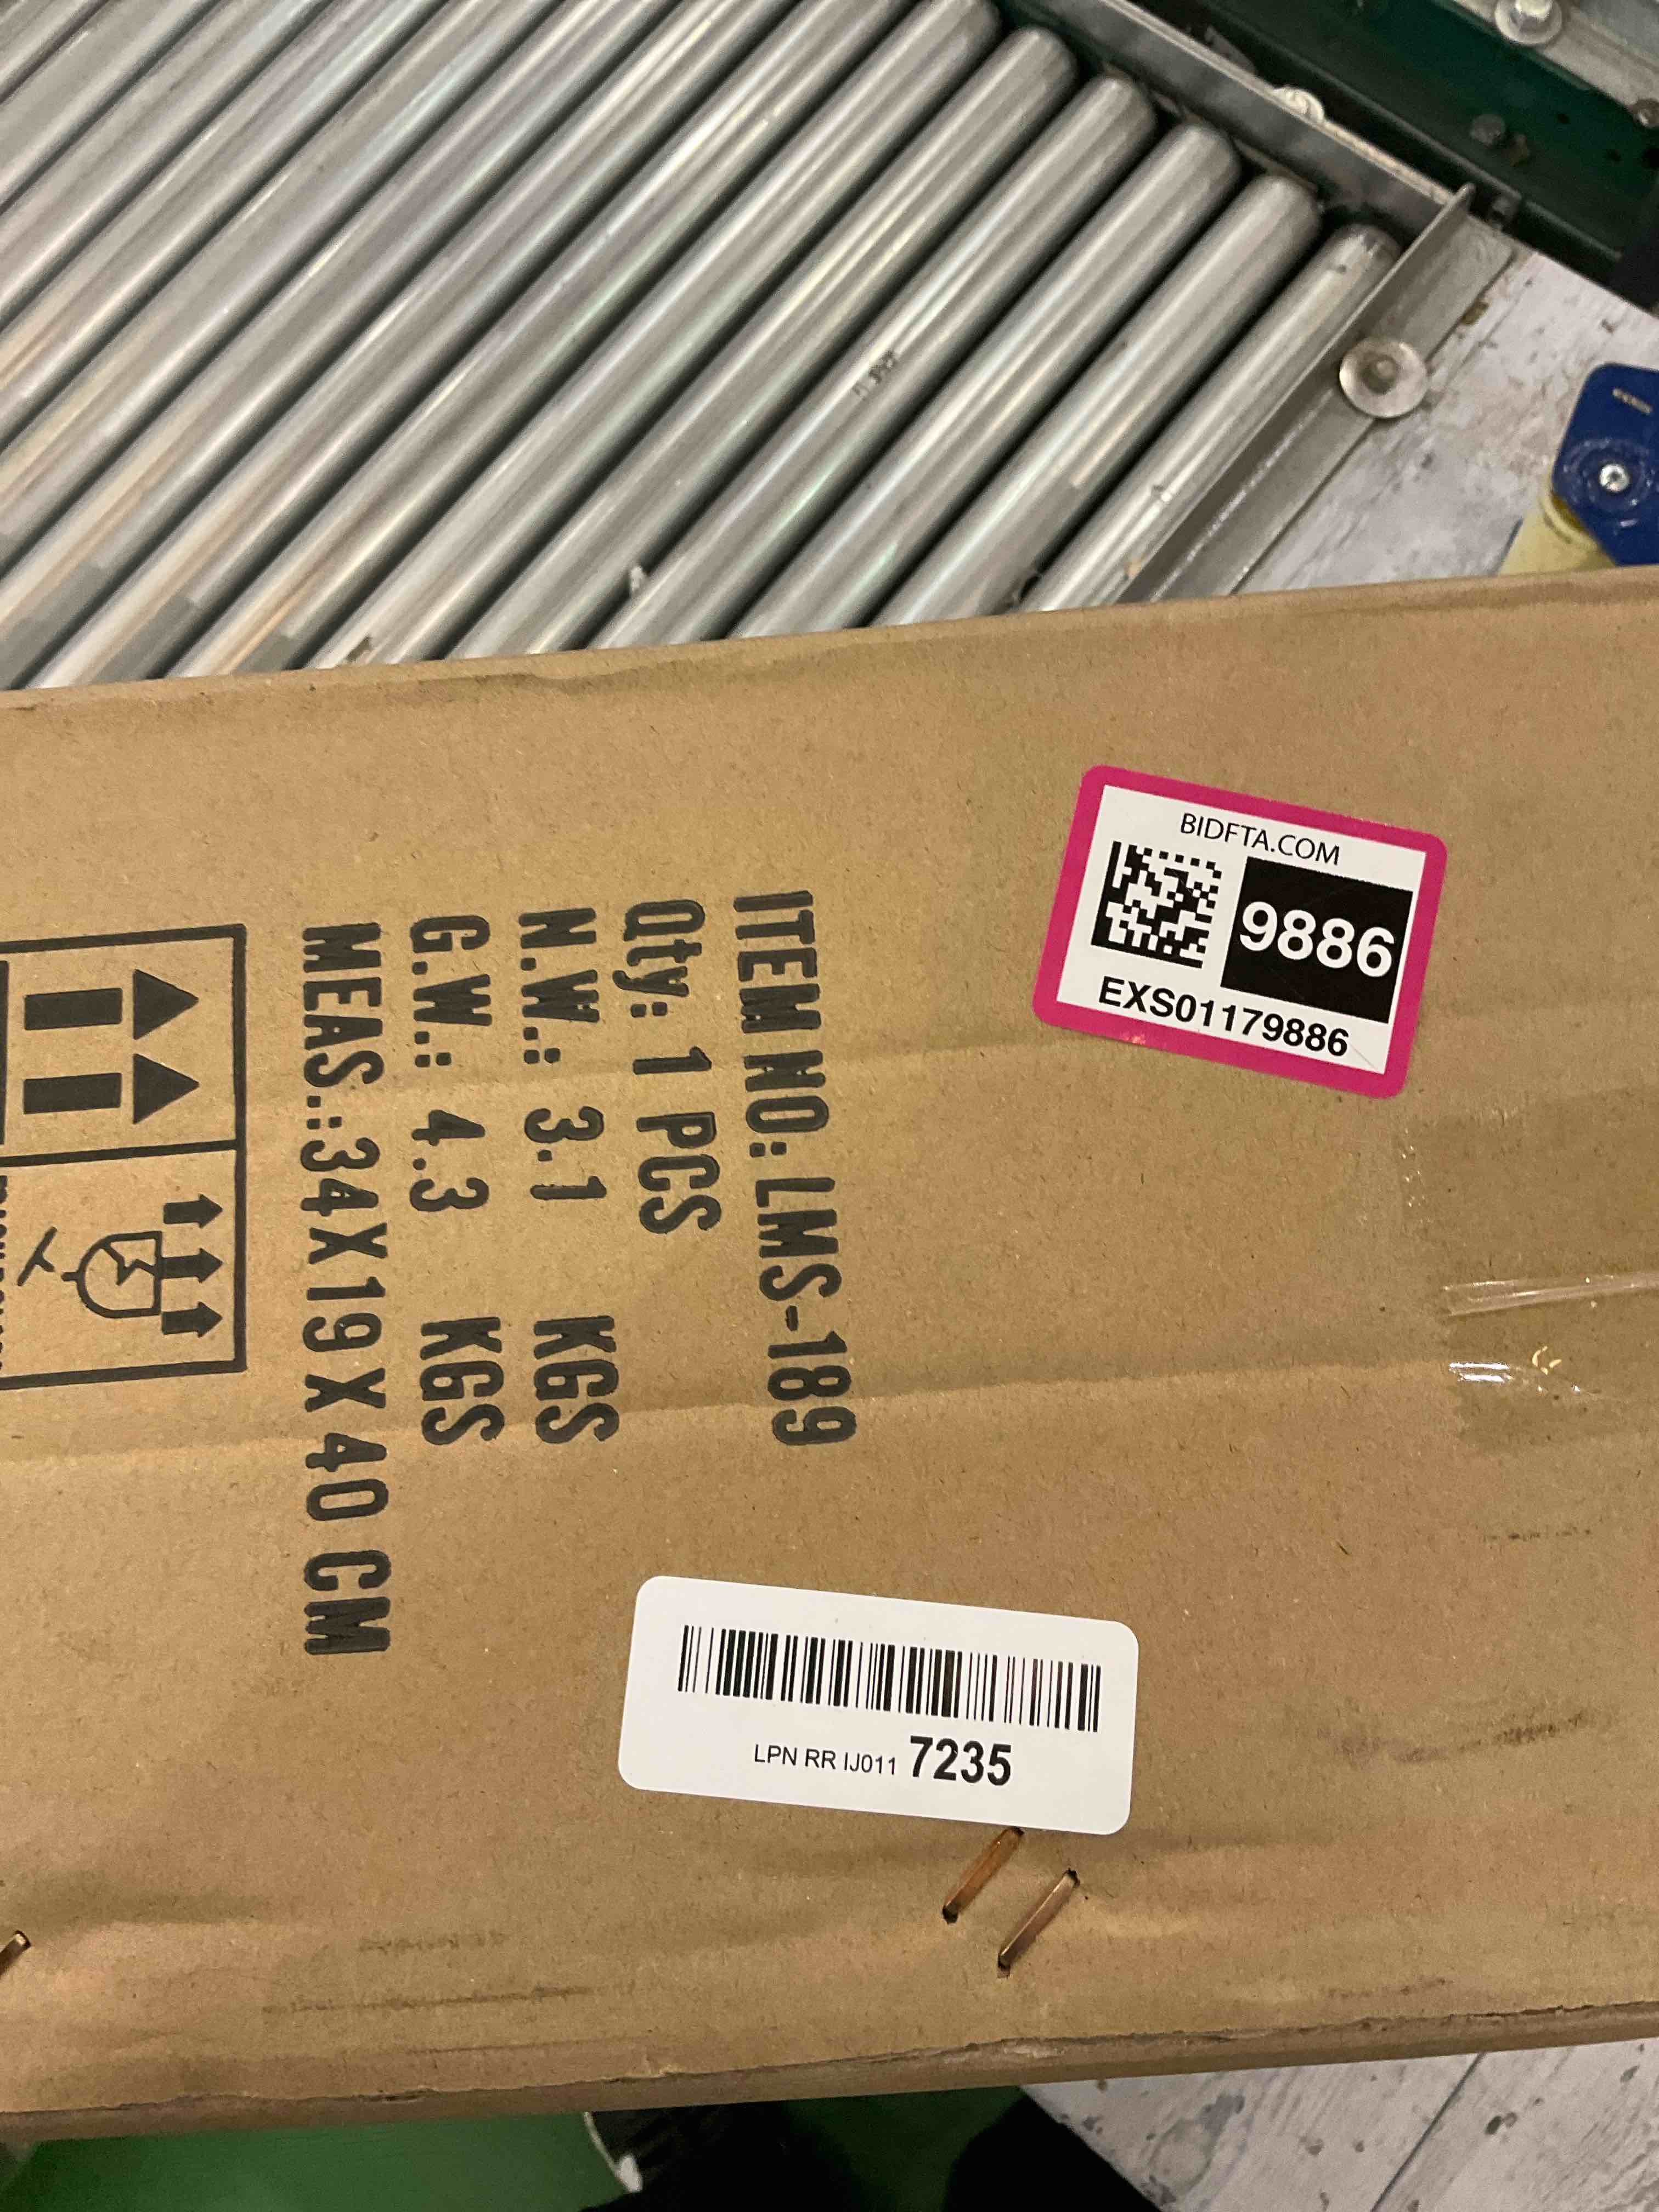 BIDFTA.COM
9886
EXS01179886
ITEM NO: LMS-189
Qty: 1 PCS
N.W.: 3.1 KGS
G.W.: 4.3 KGS
MEAS.:34X19X40 CM
LPN RR IJ011 7235